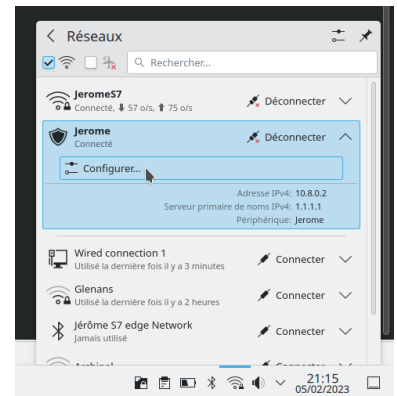 Réseaux
Rechercher...
JeromeS7
Connecté, ⬇ 57 o/s, ⬆ 75 o/s
Déconnecter
Jerome
Connecté
Déconnecter
Configurer...
Adresse IPv4: 10.8.0.2
Serveur primaire de noms IPv4: 1.1.1.1
Périphérique: Jerome
Wired connection 1
Utilisé la dernière fois il y a 3 minutes
Connecter
Glenans
Utilisé la dernière fois il y a 2 heures
Connecter
Jérôme S7 edge Network
Jamais utilisé
Connecter
21:15
05/02/2023